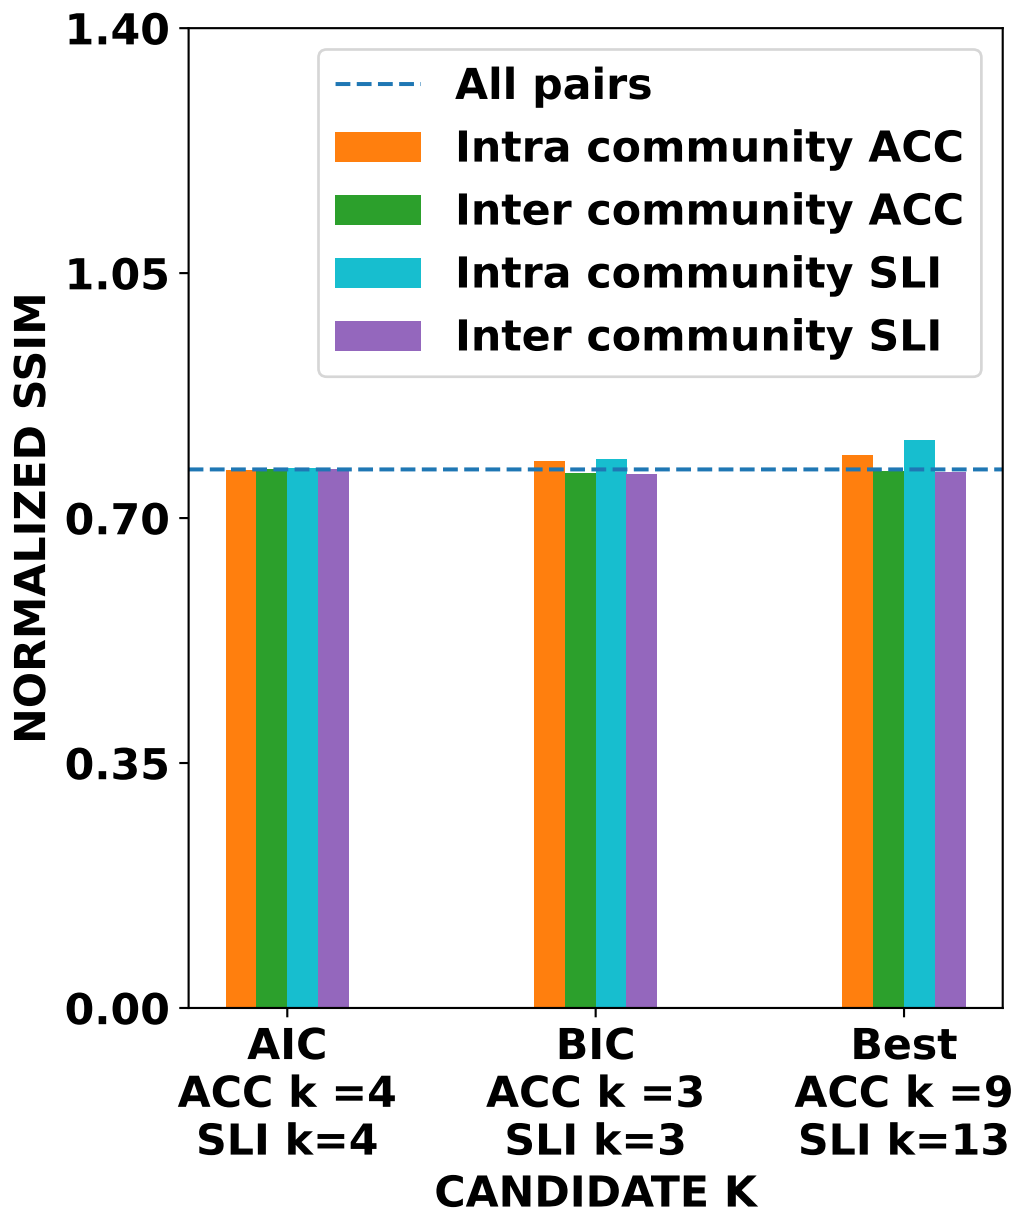 1.40
1.05
0.70
0.35
0.00
NORMALIZED SSIM
All pairs
Intra community ACC
Inter community ACC
Intra community SLI
Inter community SLI
AIC
ACC k =4
SLI k=4
BIC
ACC k =3
SLI k=3
Best
ACC k =9
SLI k=13
CANDIDATE K